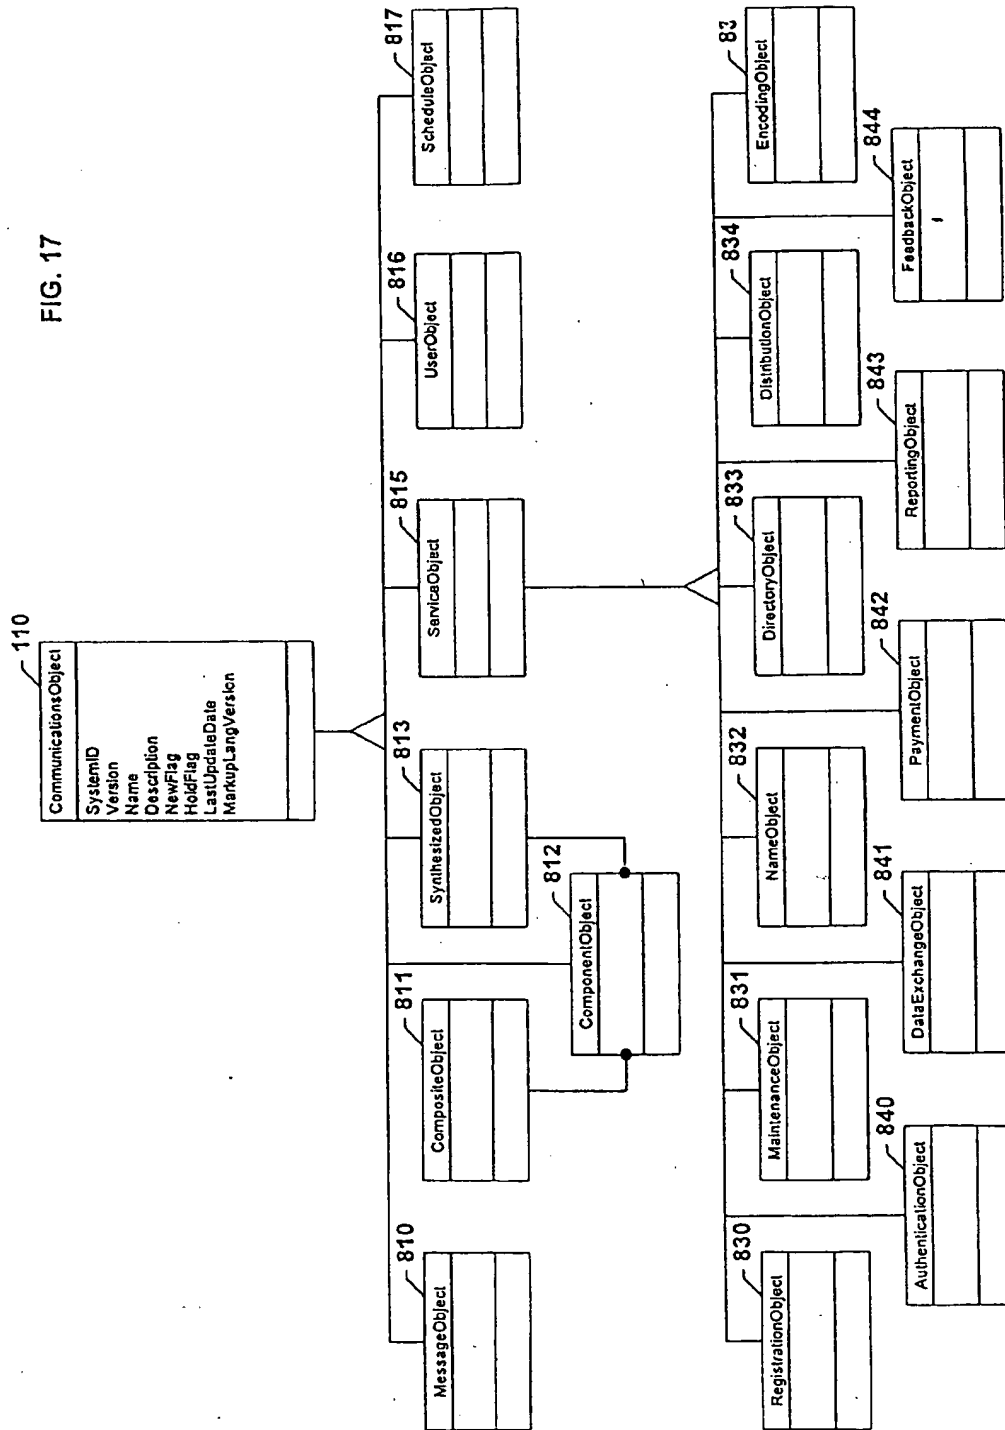 FIG. 17
110
CommunicationsObject
SystemID
Version
Name
Description
NewFlag
HoldFlag
LastUpdateDate
MarkupLangVersion
810
MessageObject
811
CompositeObject
813
SynthesizedObject
815
ServiceObject
816
UserObject
817
ScheduleObject
812
ComponentObject
830
RegistrationObject
831
MaintenanceObject
832
NameObject
833
DirectoryObject
834
DistributionObject
83
EncodingObject
840
AuthenticationObject
841
DataExchangeObject
842
PaymentObject
843
ReportingObject
844
FeedbackObject